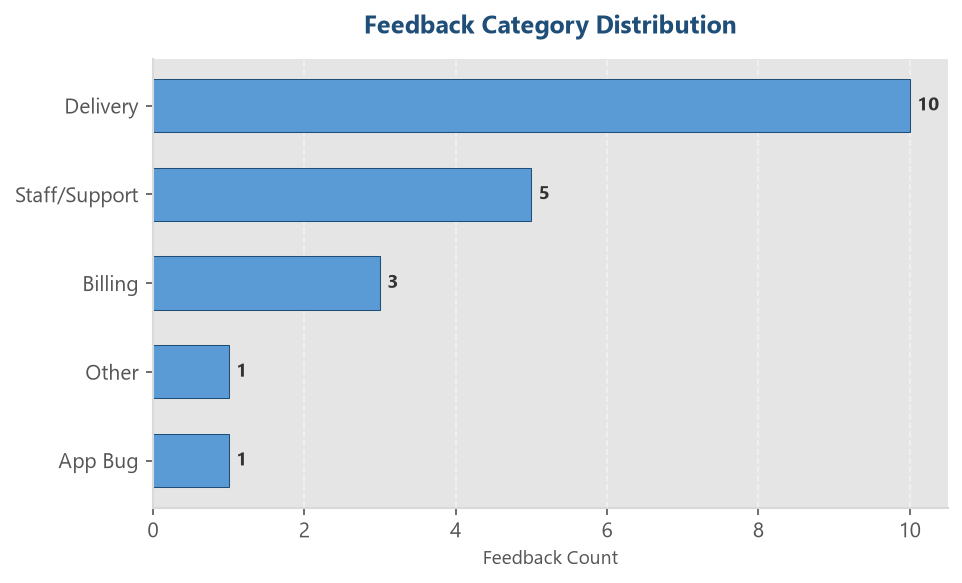 Feedback Category Distribution
Delivery
10
Staff/Support
5
Billing
3
Other
1
App Bug
1
0 2 4 6 8 10
Feedback Count